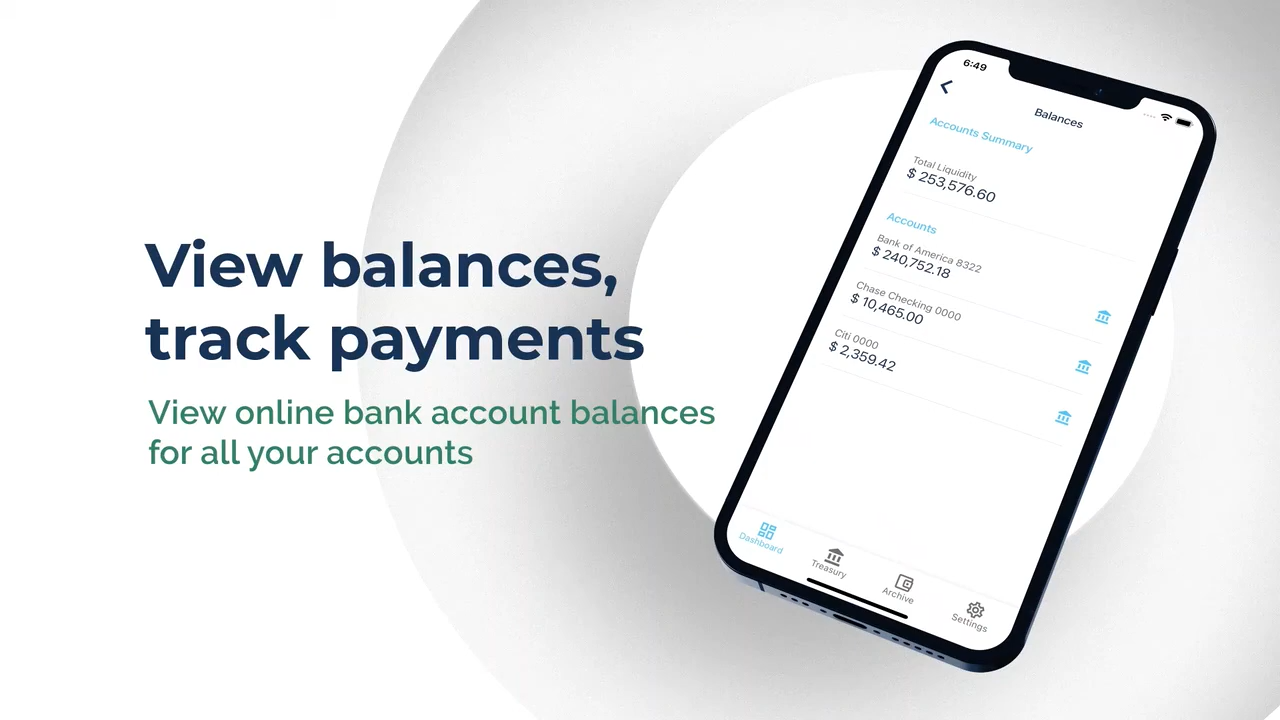 View balances,
track payments
View online bank account balances
for all your accounts
6:49
Balances
Accounts Summary
Total Liquidity
$ 253,576.60
Accounts
Bank of America 8322
$ 240,752.18
Chase Checking 0000
$ 10,465.00
Citi 0000
$ 2,359.42
Dashboard
Treasury
Archive
Settings